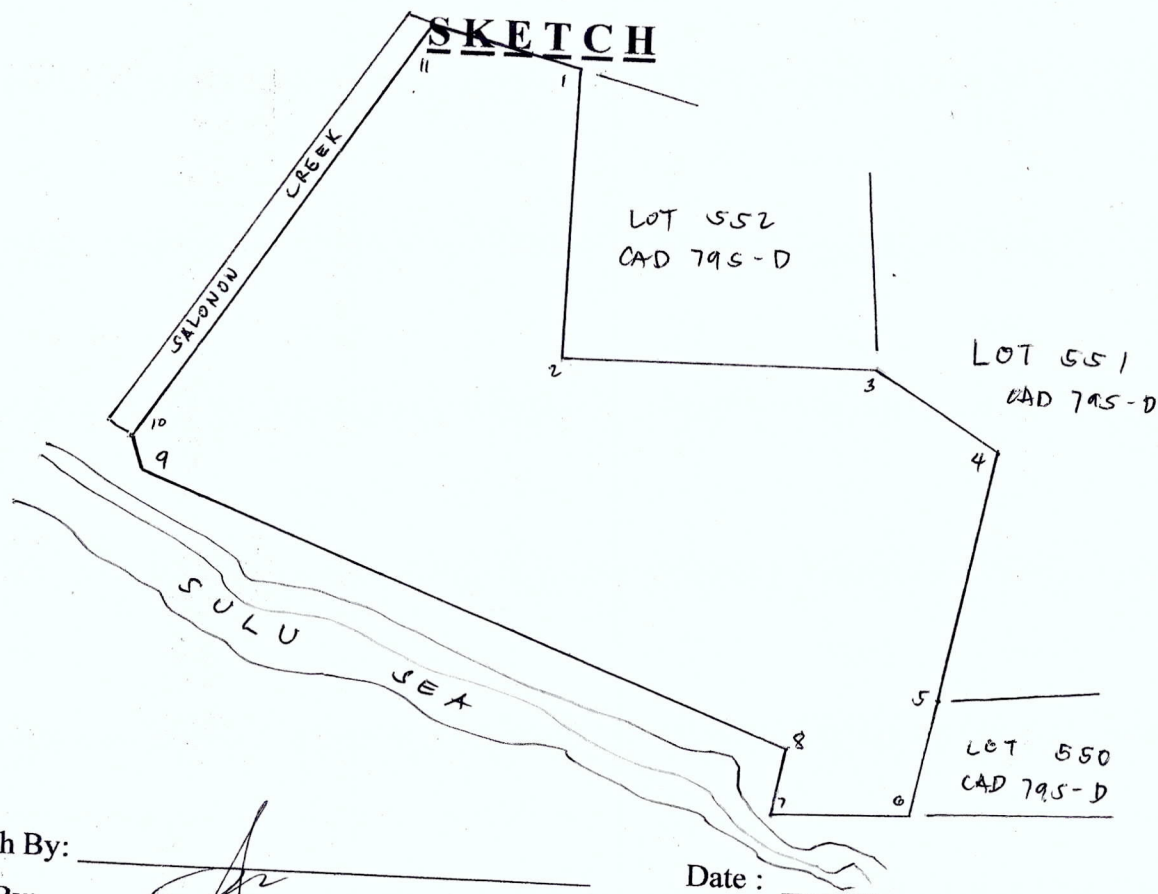 SKETCH
11
1
CREEK
SALONON
LOT 552
CAD 795-D
2
3
LOT 551
CAD 795-D
4
10
9
SULU
SEA
5
8
LOT 550
CAD 795-D
7
6
h By:
Date :